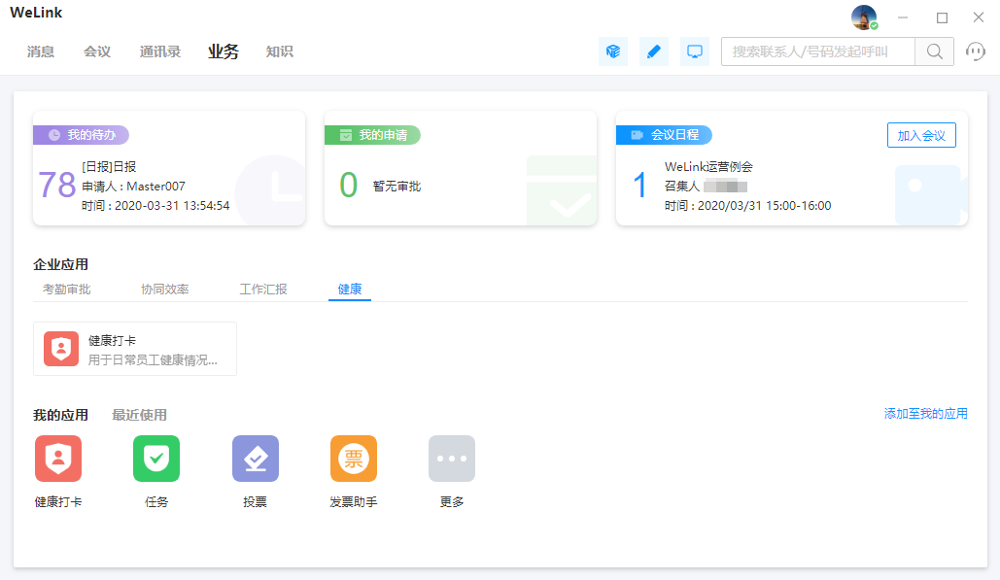 WeLink
消息 会议 通讯录 业务 知识
搜索联系人/号码发起呼叫
我的待办
78
[日报]日报
申请人 : Master007
时间 : 2020-03-31 13:54:54
我的申请
0
暂无审批
会议日程
加入会议
1
WeLink运营例会
召集人
时间 : 2020/03/31 15:00-16:00
企业应用
考勤审批 协同效率 工作汇报 健康
健康打卡
用于日常员工健康情况...
我的应用 最近使用 添加至我的应用
票
健康打卡 任务 投票 发票助手 更多